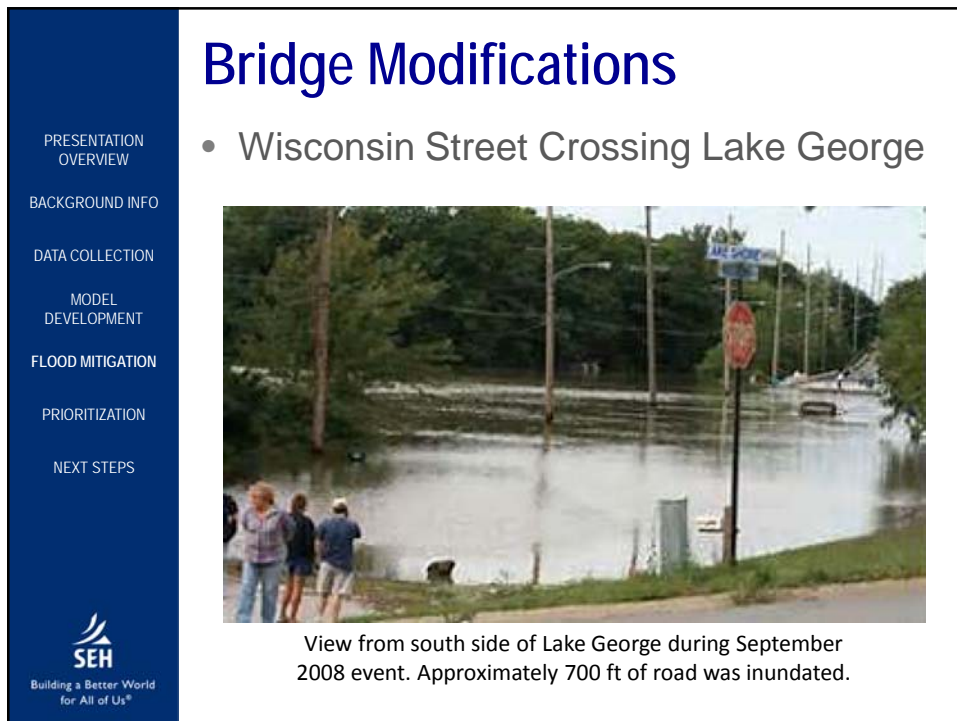 Bridge Modifications
PRESENTATION
OVERVIEW
BACKGROUND INFO
DATA COLLECTION
MODEL
DEVELOPMENT
FLOOD MITIGATION
PRIORITIZATION
NEXT STEPS
• Wisconsin Street Crossing Lake George
AKE SHORE
View from south side of Lake George during September
2008 event. Approximately 700 ft of road was inundated.
SEH
Building a Better World
for All of Us®